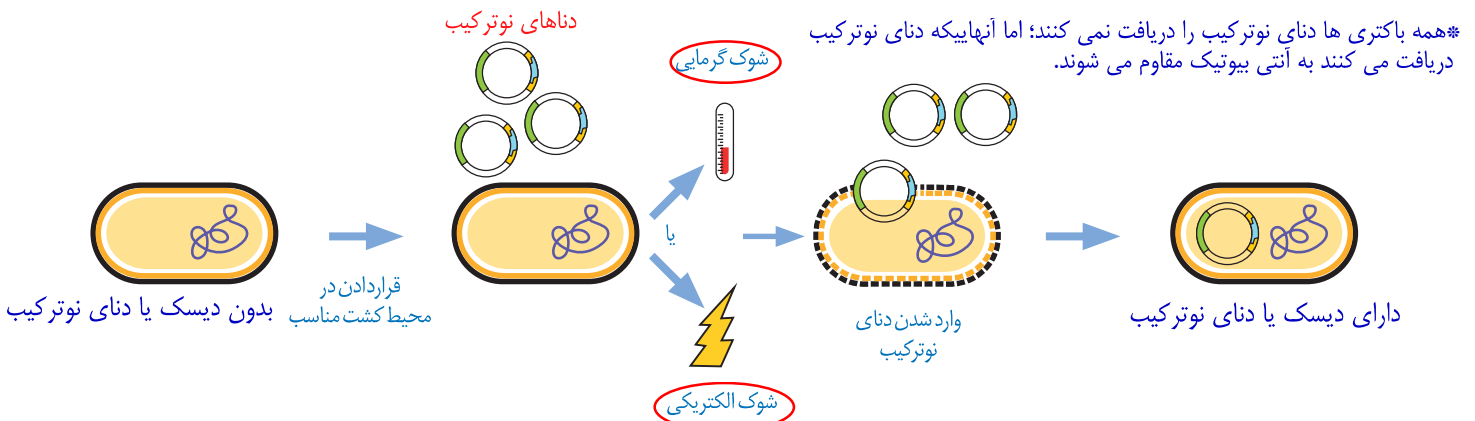 دناهای نوترکیب
شوک گرمایی
*همه باکتری ها دنای نوترکیب را دریافت نمی کنند؛ اما آنهاییکه دنای نوترکیب
دریافت می کنند به آنتی بیوتیک مقاوم می شوند.
یا
قراردادن در
محیط کشت مناسب
بدون دیسک یا دنای نوترکیب
وارد شدن دنای
نوترکیب
دارای دیسک یا دنای نوترکیب
شوک الکتریکی